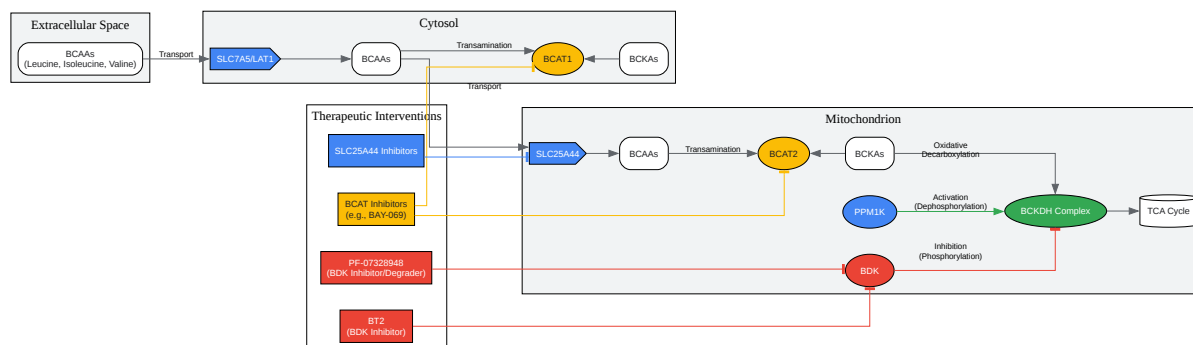 Extracellular Space
BCAAs
(Leucine, Isoleucine, Valine)
Transport
Cytosol
SLC7A5/LAT1
BCAAs
Transamination
BCAT1
BCKAs
Transport
Therapeutic Interventions
SLC25A44 Inhibitors
BCAT Inhibitors
(e.g., BAY-069)
PF-07328948
(BDK Inhibitor/Degrader)
BT2
(BDK Inhibitor)
Mitochondrion
SLC25A44
BCAAs
Transamination
BCAT2
BCKAs
Oxidative
Decarboxylation
PPM1K
Activation
(Dephosphorylation)
BCKDH Complex
TCA Cycle
BDK
Inhibition
(Phosphorylation)